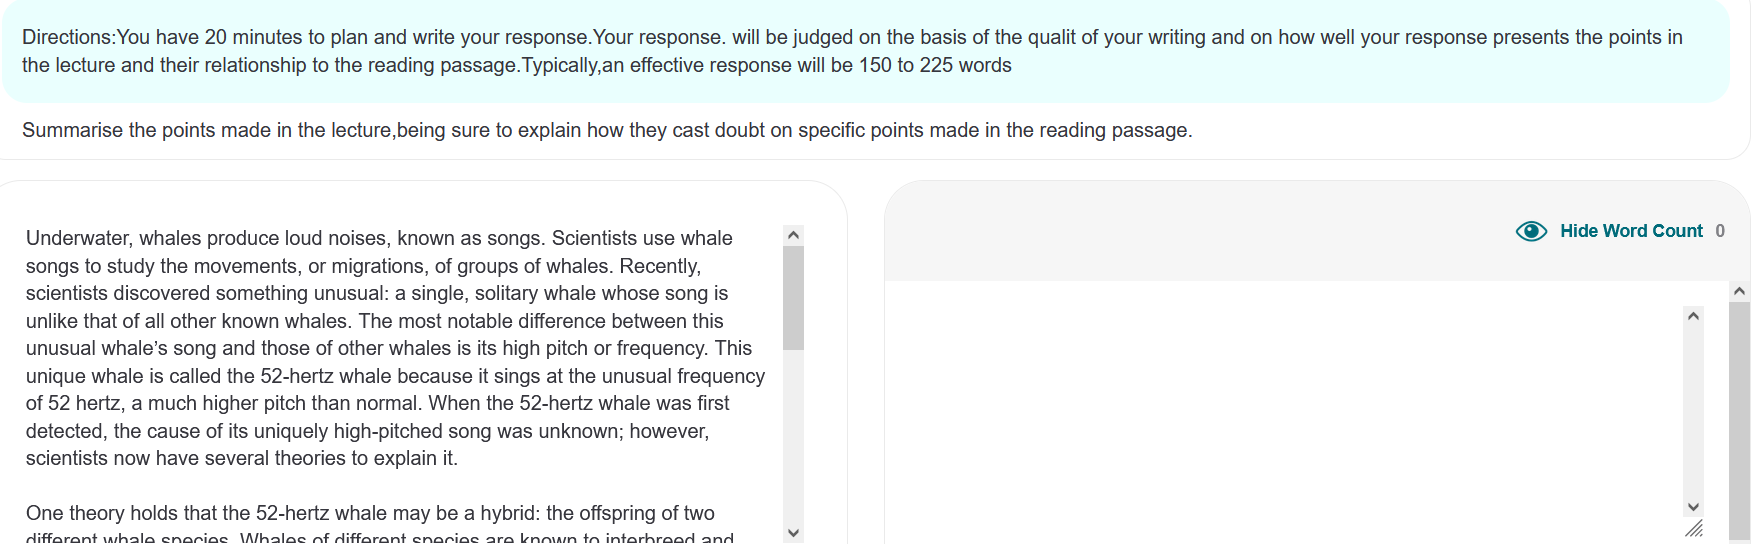 Directions:You have 20 minutes to plan and write your response.Your response. will be judged on the basis of the qualit of your writing and on how well your response presents the points in
the lecture and their relationship to the reading passage.Typically,an effective response will be 150 to 225 words
Summarise the points made in the lecture,being sure to explain how they cast doubt on specific points made in the reading passage.
Underwater, whales produce loud noises, known as songs. Scientists use whale
songs to study the movements, or migrations, of groups of whales. Recently,
scientists discovered something unusual: a single, solitary whale whose song is
unlike that of all other known whales. The most notable difference between this
unusual whale’s song and those of other whales is its high pitch or frequency. This
unique whale is called the 52-hertz whale because it sings at the unusual frequency
of 52 hertz, a much higher pitch than normal. When the 52-hertz whale was first
detected, the cause of its uniquely high-pitched song was unknown; however,
scientists now have several theories to explain it.
One theory holds that the 52-hertz whale may be a hybrid: the offspring of two
different whale species. Whales of different species are known to interbreed and
Hide Word Count 0